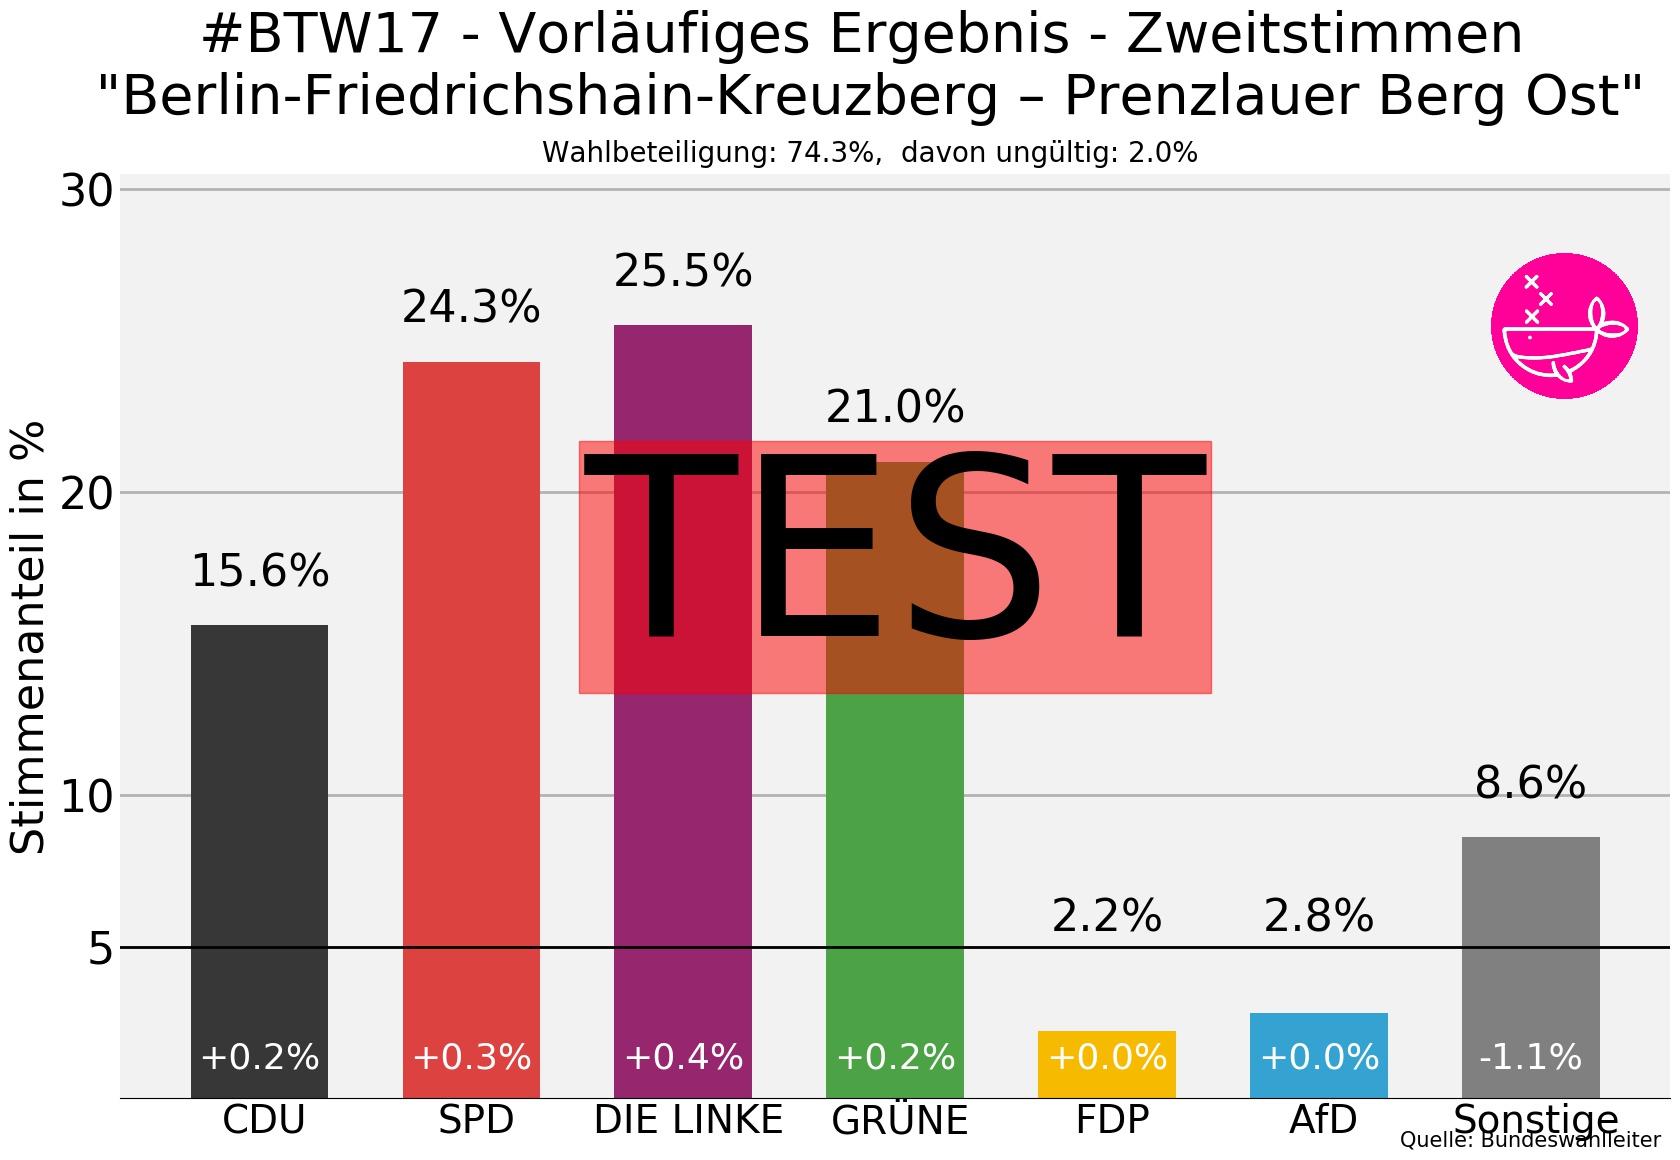 #BTW17 - Vorläufiges Ergebnis - Zweitstimmen
"Berlin-Friedrichshain-Kreuzberg – Prenzlauer Berg Ost"
Wahlbeteiligung: 74.3%,  davon ungültig: 2.0%
Stimmenanteil in %
30
20
10
5
15.6%
24.3%
25.5%
21.0%
2.2%
2.8%
8.6%
TEST
+0.2%
+0.3%
+0.4%
+0.2%
+0.0%
+0.0%
-1.1%
CDU
SPD
DIE LINKE
GRÜNE
FDP
AfD
Sonstige
Quelle: Bundeswahlleiter